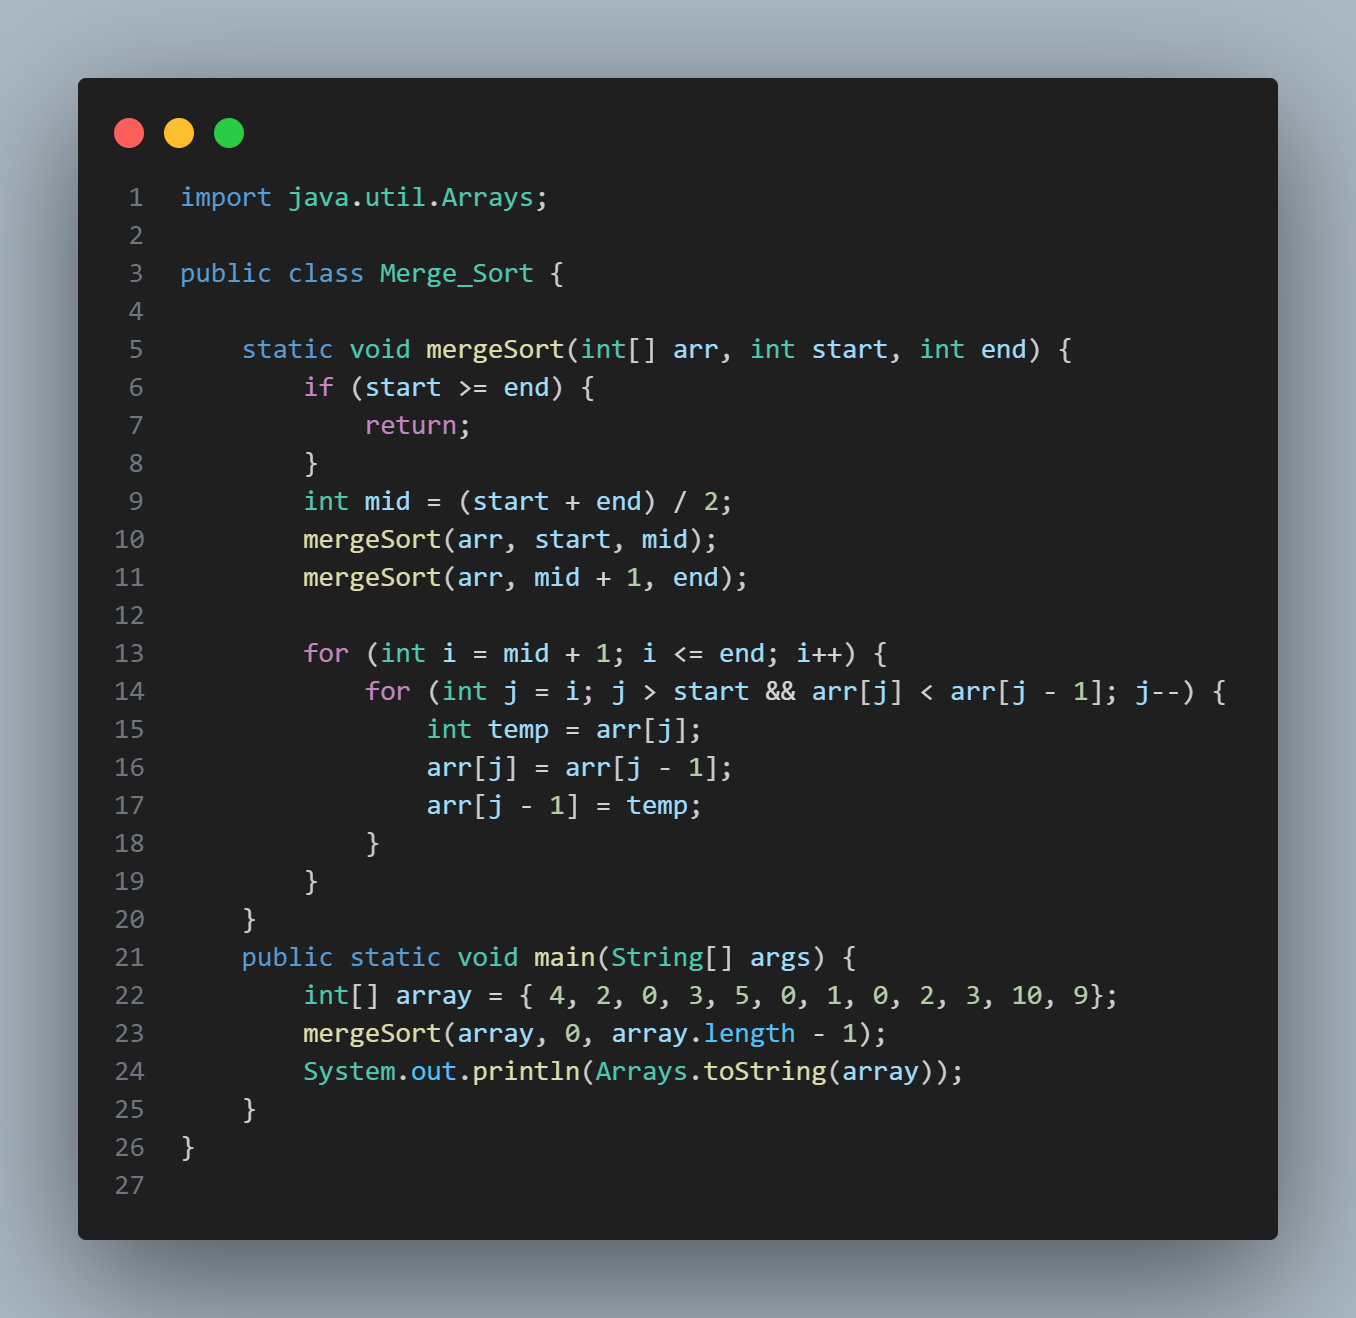 1 import java.util.Arrays;
2
3 public class Merge_Sort {
4
5     static void mergeSort(int[] arr, int start, int end) {
6         if (start >= end) {
7             return;
8         }
9         int mid = (start + end) / 2;
10         mergeSort(arr, start, mid);
11         mergeSort(arr, mid + 1, end);
12
13         for (int i = mid + 1; i <= end; i++) {
14             for (int j = i; j > start && arr[j] < arr[j - 1]; j--) {
15                 int temp = arr[j];
16                 arr[j] = arr[j - 1];
17                 arr[j - 1] = temp;
18             }
19         }
20     }
21     public static void main(String[] args) {
22         int[] array = { 4, 2, 0, 3, 5, 0, 1, 0, 2, 3, 10, 9};
23         mergeSort(array, 0, array.length - 1);
24         System.out.println(Arrays.toString(array));
25     }
26 }
27